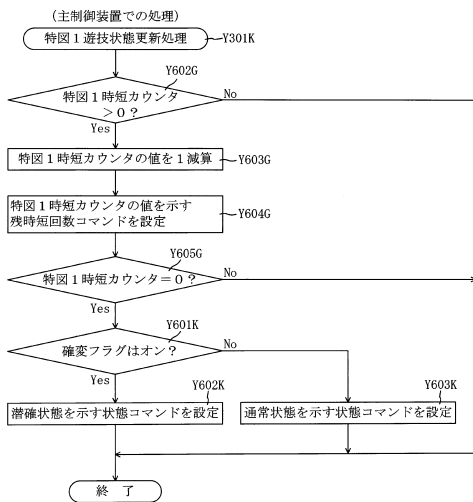 （主制御装置での処理）
特図１遊技状態更新処理
Y301K
Y602G
特図１時短カウンタ
＞０？
No
Yes
特図１時短カウンタの値を１減算
Y603G
特図１時短カウンタの値を示す
残時短回数コマンドを設定
Y604G
Y605G
特図１時短カウンタ＝０？
No
Yes
Y601K
確変フラグはオン？
No
Yes
Y602K
Y603K
潜確状態を示す状態コマンドを設定
通常状態を示す状態コマンドを設定
終　了